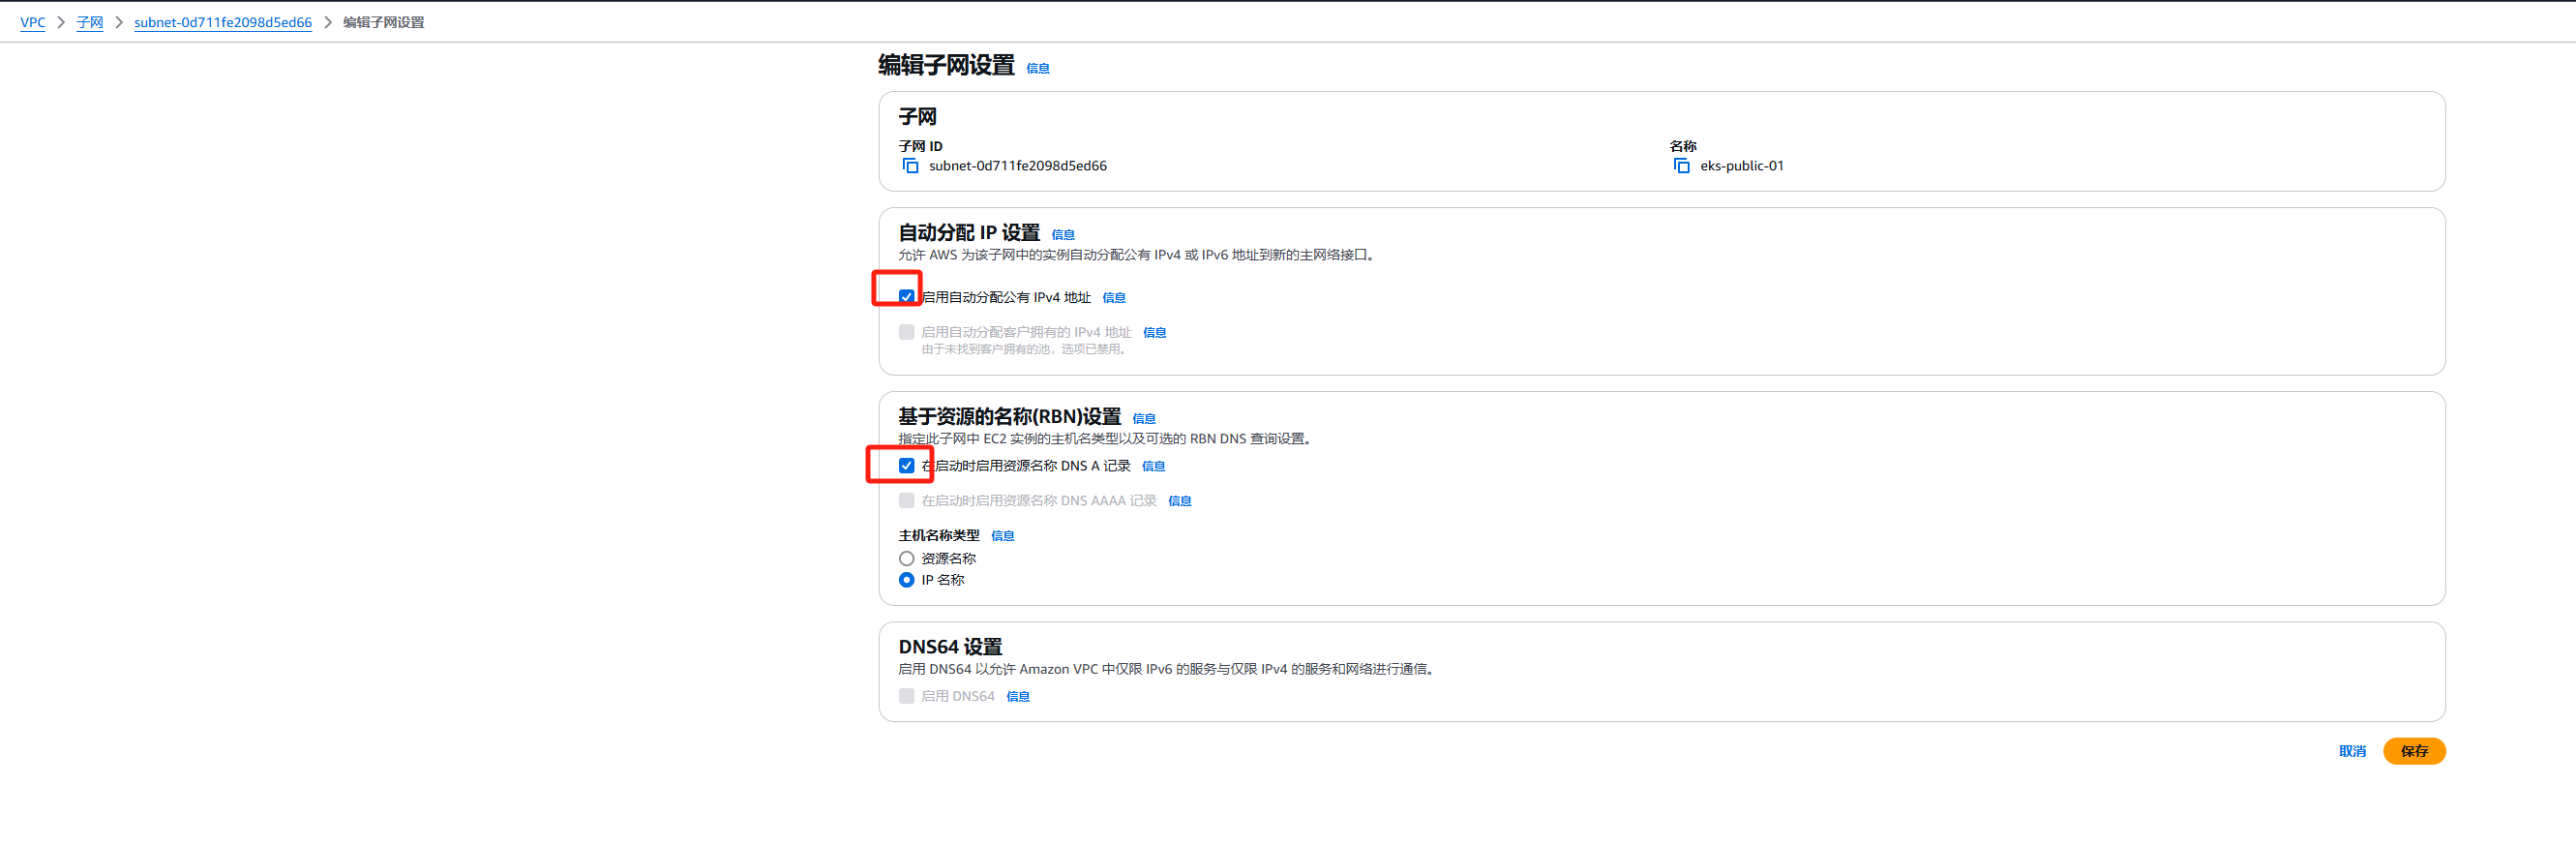 VPC > 子网 > subnet-0d711fe2098d5ed66 > 编辑子网设置
编辑子网设置 信息
子网
子网 ID
subnet-0d711fe2098d5ed66
名称
eks-public-01
自动分配 IP 设置 信息
允许 AWS 为该子网中的实例自动分配公有 IPv4 或 IPv6 地址到新的主网络接口。
启用自动分配公有 IPv4 地址 信息
启用自动分配客户拥有的 IPv4 地址 信息
由于未找到客户拥有的池，选项已禁用。
基于资源的名称(RBN)设置 信息
指定此子网中 EC2 实例的主机名类型以及可选的 RBN DNS 查询设置。
在启动时启用资源名称 DNS A 记录 信息
在启动时启用资源名称 DNS AAAA 记录 信息
主机名称类型 信息
资源名称
IP 名称
DNS64 设置
启用 DNS64 以允许 Amazon VPC 中仅限 IPv6 的服务与仅限 IPv4 的服务和网络进行通信。
启用 DNS64 信息
取消 保存